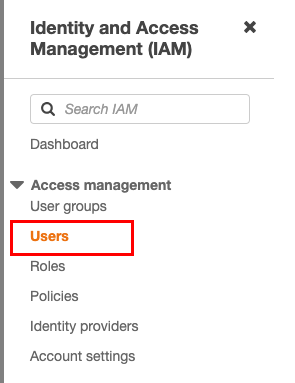 Identity and Access
Management (IAM)
Search IAM
Dashboard
Access management
User groups
Users
Roles
Policies
Identity providers
Account settings